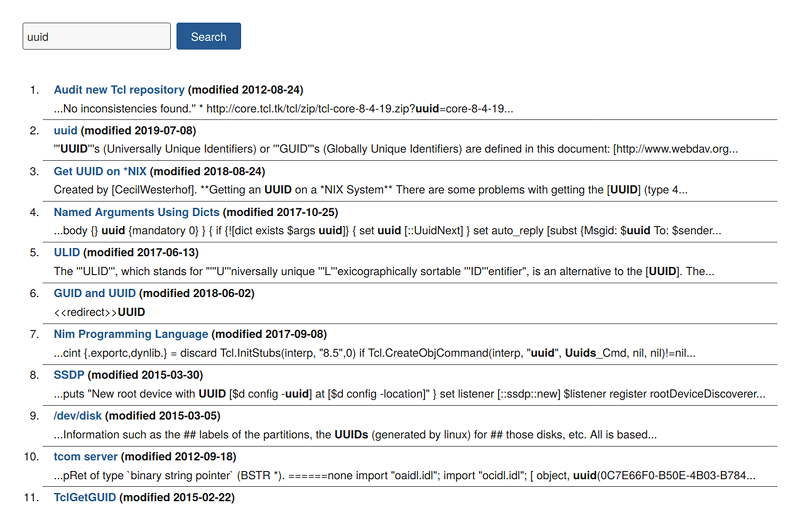 uuid
Search
1. Audit new Tcl repository (modified 2012-08-24)
...No inconsistencies found." * http://core.tcl.tk/tcl/zip/tcl-core-8-4-19.zip?uuid=core-8-4-19...
2. uuid (modified 2019-07-08)
'''UUID'''s (Universally Unique Identifiers) or '''GUID'''s (Globally Unique Identifiers) are defined in this document: [http://www.webdav.org...
3. Get UUID on *NIX (modified 2018-08-24)
Created by [CecilWesterhof]. **Getting an UUID on a *NIX System** There are some problems with getting the [UUID] (type 4...
4. Named Arguments Using Dicts (modified 2017-10-25)
...body {} uuid {mandatory 0} } { if {![dict exists $args uuid]} { set uuid [::UuidNext] } set auto_reply [subst {Msgid: $uuid To: $sender...
5. ULID (modified 2017-06-13)
The '''ULID''', which stands for "'''U'''niversally unique '''L'''exicographically sortable '''ID'''entifier", is an alternative to the [UUID]. The...
6. GUID and UUID (modified 2018-06-02)
<<redirect>>UUID
7. Nim Programming Language (modified 2017-09-08)
...cint {.exportc,dynlib.} = discard Tcl.InitStubs(interp, "8.5",0) if Tcl.CreateObjCommand(interp, "uuid", Uuids_Cmd, nil, nil)!=nil...
8. SSDP (modified 2015-03-30)
...puts "New root device with UUID [$d config -uuid] at [$d config -location]" } set listener [::ssdp::new] $listener register rootDeviceDiscoverer...
9. /dev/disk (modified 2015-03-05)
...Information such as the ## labels of the partitions, the UUIDs (generated by linux) for ## those disks, etc. All is based...
10. tcom server (modified 2012-09-18)
...pRet of type `binary string pointer` (BSTR *). ======none import "oaidl.idl"; import "ocidl.idl"; [ object, uuid(0C7E66F0-B50E-4B03-B784...
11. TclGetGUID (modified 2015-02-22)